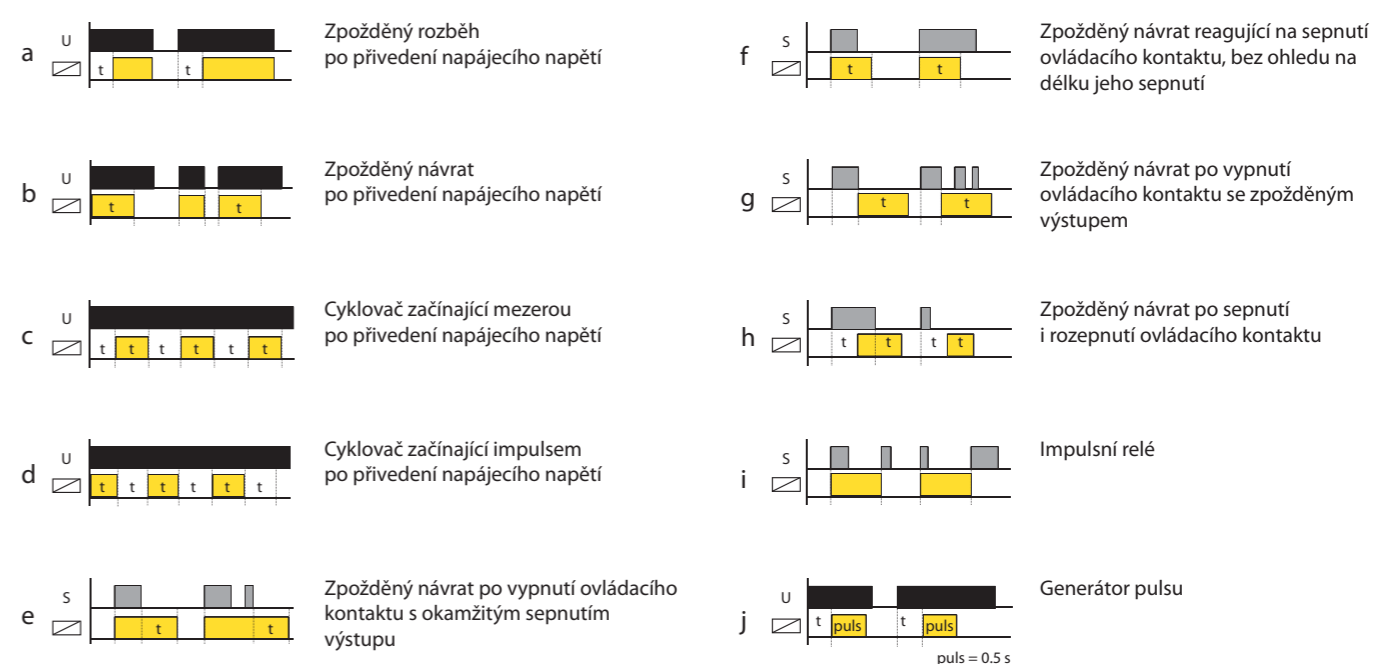 a
U
t
t
Zpožděný rozběh
po přivedení napájecího napětí
b
U
t
t
Zpožděný návrat
po přivedení napájecího napětí
c
U
t t t t t t
Cyklovač začínající mezerou
po přivedení napájecího napětí
d
U
t t t t t t
Cyklovač začínající impulsem
po přivedení napájecího napětí
e
S
t
t
Zpožděný návrat po vypnutí ovládacího
kontaktu s okamžitým sepnutím
výstupu
f
S
t
t
Zpožděný návrat reagující na sepnutí
ovládacího kontaktu, bez ohledu na
délku jeho sepnutí
g
S
t
t
Zpožděný návrat po vypnutí
ovládacího kontaktu se zpožděným
výstupem
h
S
t t t t
Zpožděný návrat po sepnutí
i rozepnutí ovládacího kontaktu
i
S
Impulsní relé
j
U
t puls t puls
puls = 0.5 s
Generátor pulsu